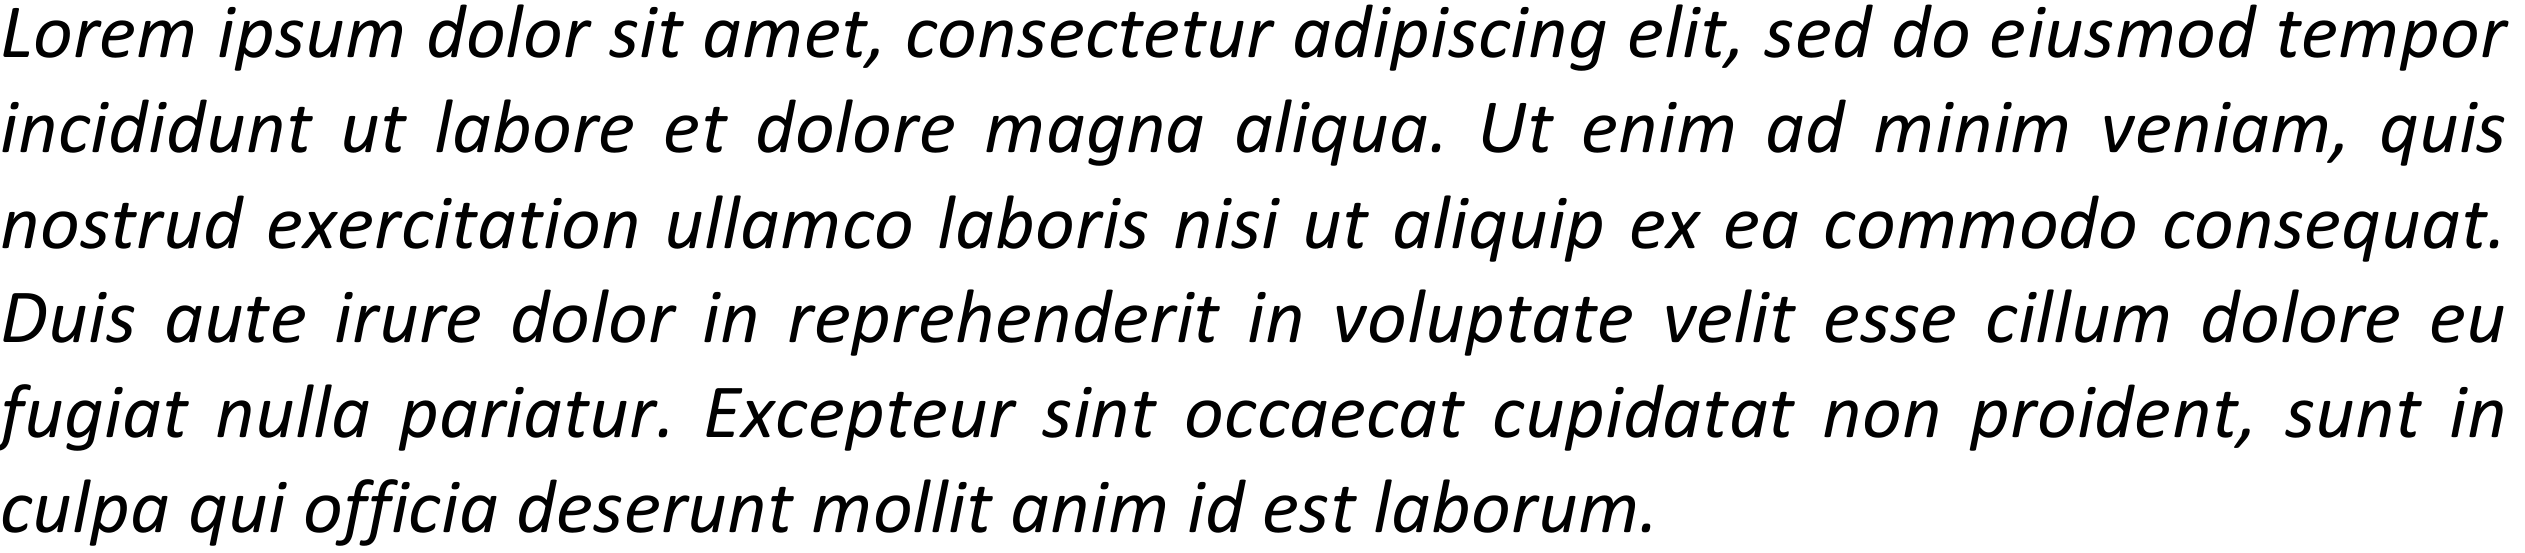 Lorem ipsum dolor sit amet, consectetur adipiscing elit, sed do eiusmod tempor
incididunt ut labore et dolore magna aliqua. Ut enim ad minim veniam, quis
nostrud exercitation ullamco laboris nisi ut aliquip ex ea commodo consequat.
Duis aute irure dolor in reprehenderit in voluptate velit esse cillum dolore eu
fugiat nulla pariatur. Excepteur sint occaecat cupidatat non proident, sunt in
culpa qui officia deserunt mollit anim id est laborum.